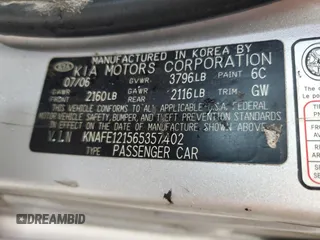 MANUFACTURED IN KOREA BY
KIA KIA MOTORS CORPORATION
07/06 GVWR 3796LB PAINT 6C
GAWR GAWR
FRONT 2160LB REAR 2116LB TRIM GW
THIS VEHICLE CONFORMS TO ALL APPLICABLE U.S.A. FEDERAL
MOTOR VEHICLE SAFETY, BUMPER, AND THEFT PREVENTION STANDARDS
IN EFFECT ON THE DATE OF MANUFACTURE SHOWN ABOVE.
V.I.N KNAFE121565357402
TYPE PASSENGER CAR
DREAMBID